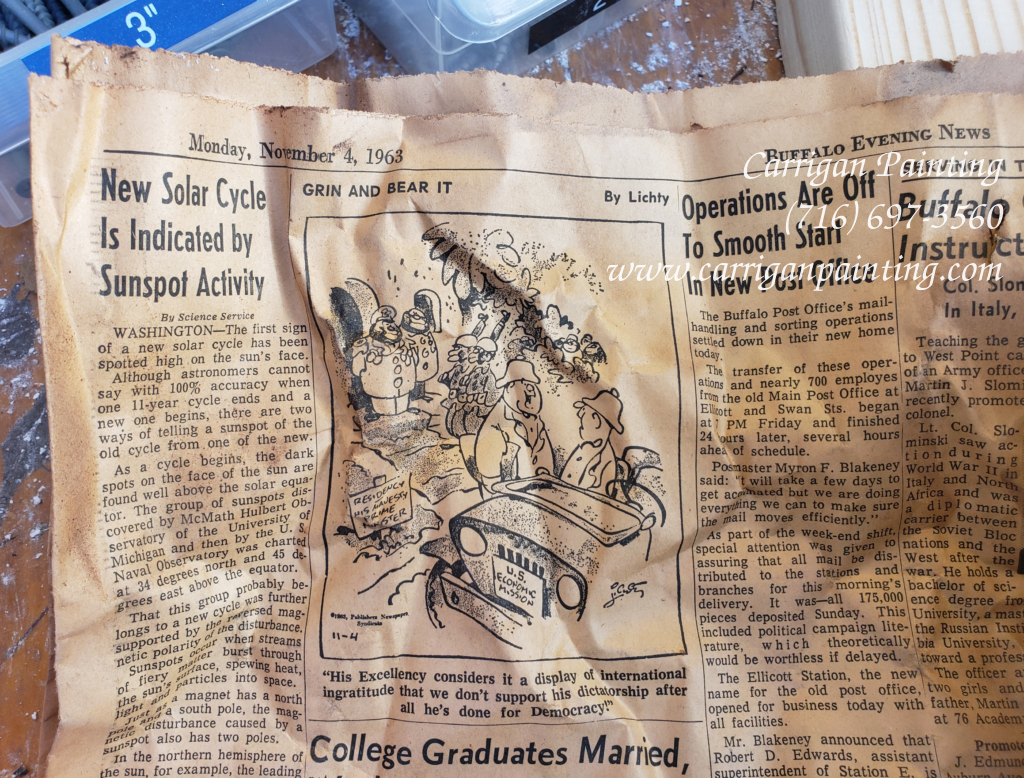 3"
2
Monday, November 4, 1963
BUFFALO EVENING NEWS
Carrigan Painting
(716) 697-3560
www.carriganpainting.com
New Solar Cycle
Is Indicated by
Sunspot Activity
By Science Service
WASHINGTON—The first sign
of a new solar cycle has been
spotted high on the sun's face.
Although astronomers cannot
say with 100% accuracy when
one 11-year cycle ends and a
new one begins, there are two
ways of telling a sunspot of the
old cycle from one of the new.
As a cycle begins, the dark
spots on the face of the sun are
found well above the solar equa-
tor. The group of sunspots dis-
covered by McMath Hulbert Ob-
servatory of the University of
Michigan and then by the U. S.
Naval Observatory was charted
at 34 degrees north and 45 de-
grees east above the equator.
That this group probably be-
longs to a new cycle was further
supported by the reversed mag-
netic polarity of the disturbance.
Sunspots occur when streams
of fiery burst through
the sun's surface, spewing heat,
light and particles into space.
Just as a magnet has a north
pole and a south pole, the mag-
netic disturbance caused by a
sunspot also has two poles.
In the northern hemisphere of
the sun, for example, the leading
GRIN AND BEAR IT
By Lichty
RESIDENCY
HIS
PRIME
U.S.
ECONOMIC
MISSION
©1963, Publishers Newspaper
Syndicate
11-4
"His Excellency considers it a display of international
ingratitude that we don't support his dictatorship after
all he's done for Democracy!"
College Graduates Married,
Operations Are Off
To Smooth Start
In New Post Office
The Buffalo Post Office's mail-
handling and sorting operations
settled down in their new home
today.
The transfer of these oper-
ations and nearly 700 employes
from the old Main Post Office at
Ellicott and Swan Sts. began
at PM Friday and finished
24 hours later, several hours
ahead of schedule.
Postmaster Myron F. Blakeney
said: "It will take a few days to
get acclimated but we are doing
everything we can to make sure
the mail moves efficiently."
As part of the week-end shift,
special attention was given to
assuring that all mail be dis-
tributed to the stations and
branches for this morning's
delivery. It was—all 175,000
pieces deposited Sunday. This
included political campaign lite-
rature, which theoretically
would be worthless if delayed.
The Ellicott Station, the new
name for the old post office,
opened for business today with
all facilities.
Mr. Blakeney announced that
Robert D. Edwards, assistant
superintendent of Station E, is
SERVING IN T
Buffalo
Instruct
Col. Slom
In Italy,
Teaching the g
to West Point ca
of an Army office
Martin J. Slomi
recently promote
colonel.
Lt. Col. Slo-
minski saw ac-
tion during
World War II in
Italy and North
Africa and was
a diplomatic
carrier between
the Soviet Bloc
nations and the
West after the
war. He holds a
bachelor of sci-
ence degree fro
University, a mas
the Russian Insti
bia University,
toward a profess
The officer a
two girls and
father, Martin
at 76 Academ
Promote
J. Edmun